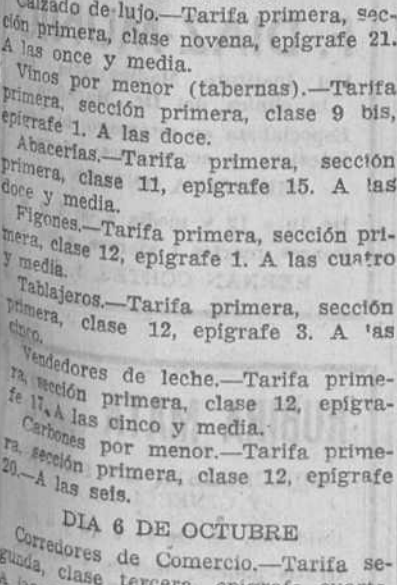 Calzado de lujo.—Tarifa primera, sec-
ción primera, clase novena, epígrafe 21.
A las once y media.
Vinos por menor (tabernas).—Tarifa
primera, sección primera, clase 9 bis,
epígrafe 1. A las doce.
Abacerías.—Tarifa primera, sección
primera, clase 11, epígrafe 15. A las
doce y media.
Figones.—Tarifa primera, sección pri-
mera, clase 12, epígrafe 1. A las cuatro
y media.
Tablajeros.—Tarifa primera, sección
primera, clase 12, epígrafe 3. A las
cinco.
Vendedores de leche.—Tarifa prime-
ra, sección primera, clase 12, epígra-
fe 17. A las cinco y media.
Carbones por menor.—Tarifa prime-
ra, sección primera, clase 12, epígrafe
20.—A las seis.
DIA 6 DE OCTUBRE
Corredores de Comercio.—Tarifa se-
gunda, clase tercera, epígrafe